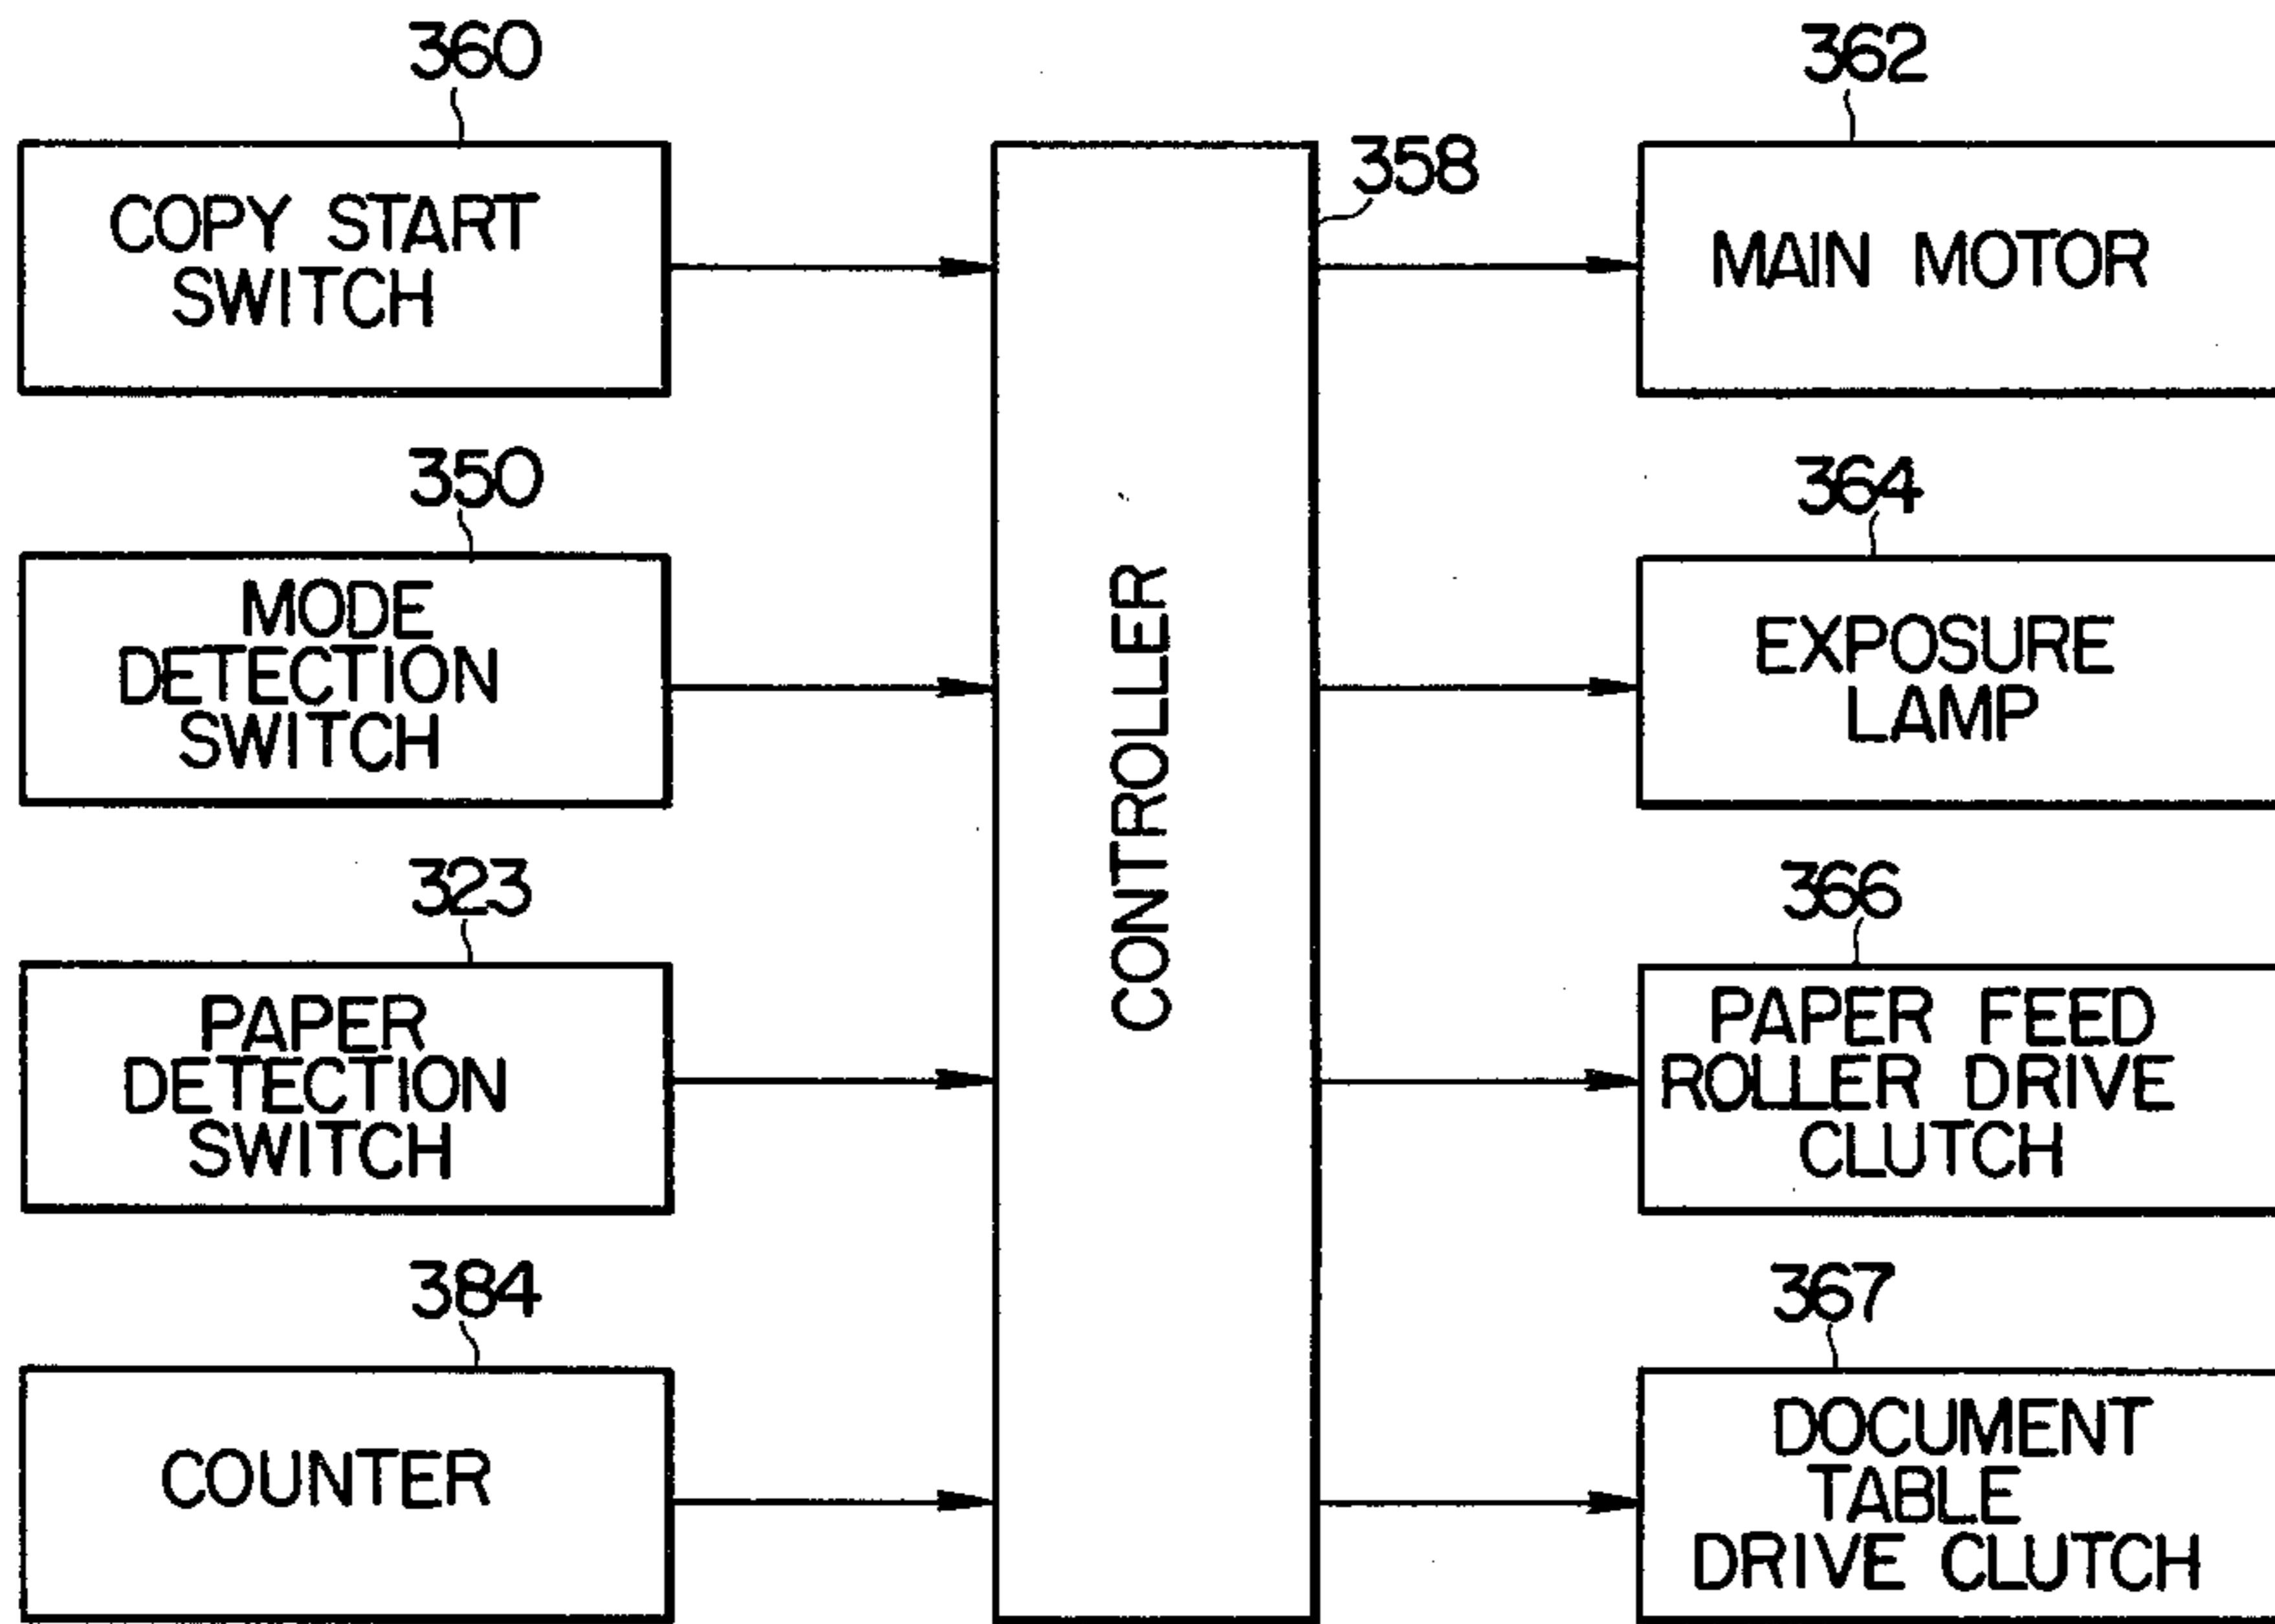 360
COPY START
SWITCH
350
MODE
DETECTION
SWITCH
323
PAPER
DETECTION
SWITCH
384
COUNTER
358
CONTROLLER
362
MAIN MOTOR
364
EXPOSURE
LAMP
366
PAPER FEED
ROLLER DRIVE
CLUTCH
367
DOCUMENT
TABLE
DRIVE CLUTCH